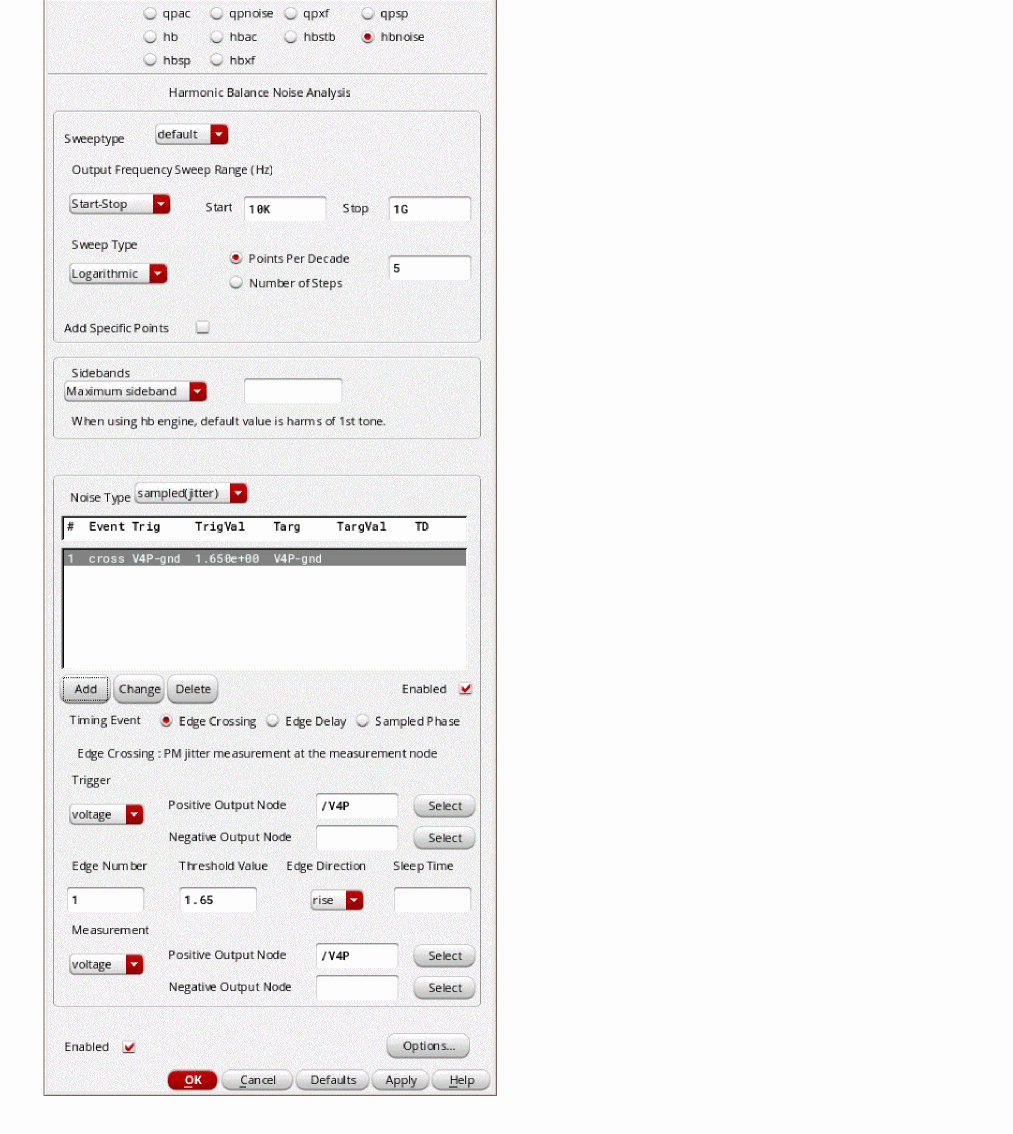 qpac qpnoise qpxf qpsp
hb hbac hbstb hbnoise
hbsp hbxf
Harmonic Balance Noise Analysis
Sweeptype default
Output Frequency Sweep Range (Hz)
Start-Stop Start 10K Stop 1G
Sweep Type
Points Per Decade
Logarithmic 5
Number of Steps
Add Specific Points
Sidebands
Maximum sideband
When using hb engine, default value is harms of 1st tone.
Noise Type sampled(jitter)
# Event Trig TrigVal Targ TargVal TD
1 cross V4P-gnd 1.650e+00 V4P-gnd
Add Change Delete Enabled
Timing Event Edge Crossing Edge Delay Sampled Phase
Edge Crossing : PM jitter measurement at the measurement node
Trigger
voltage Positive Output Node /V4P Select
Negative Output Node Select
Edge Number Threshold Value Edge Direction Sleep Time
1 1.65 rise
Measurement
voltage Positive Output Node /V4P Select
Negative Output Node Select
Enabled Options...
OK Cancel Defaults Apply Help